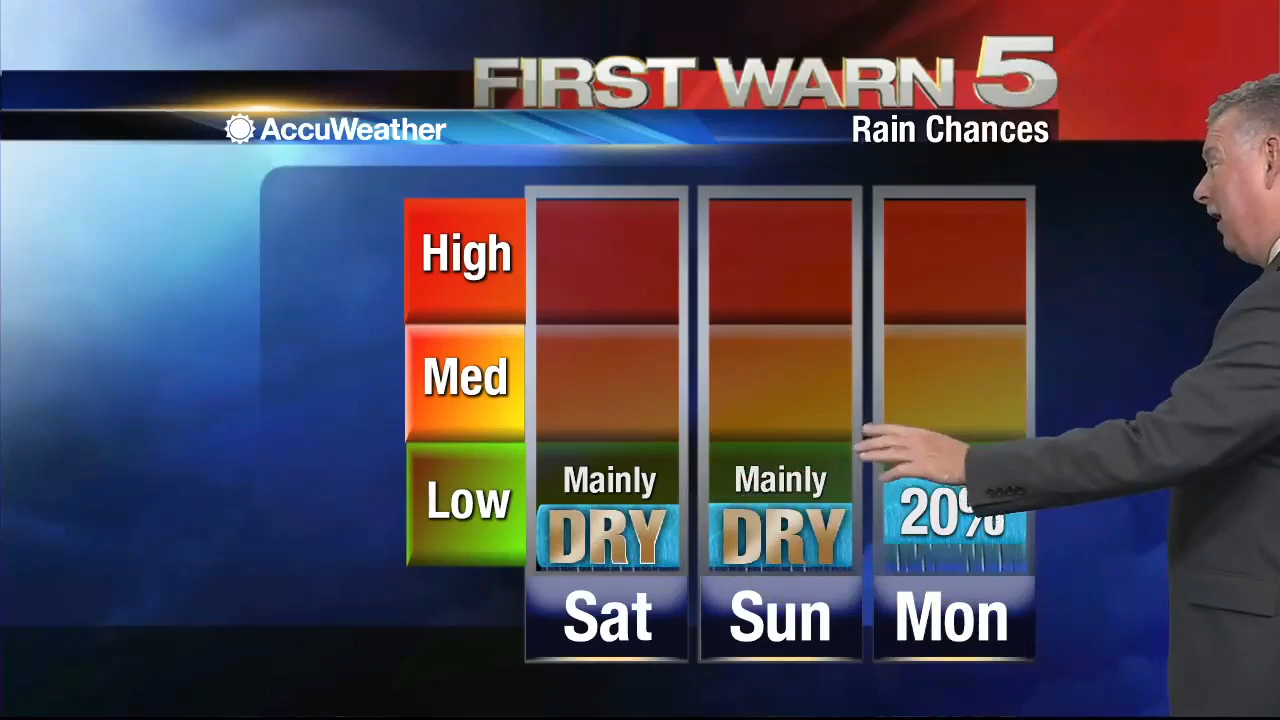 FIRST WARN 5
AccuWeather
Rain Chances
High
Med
Low
Mainly
DRY
Mainly
DRY
20%
Sat
Sun
Mon